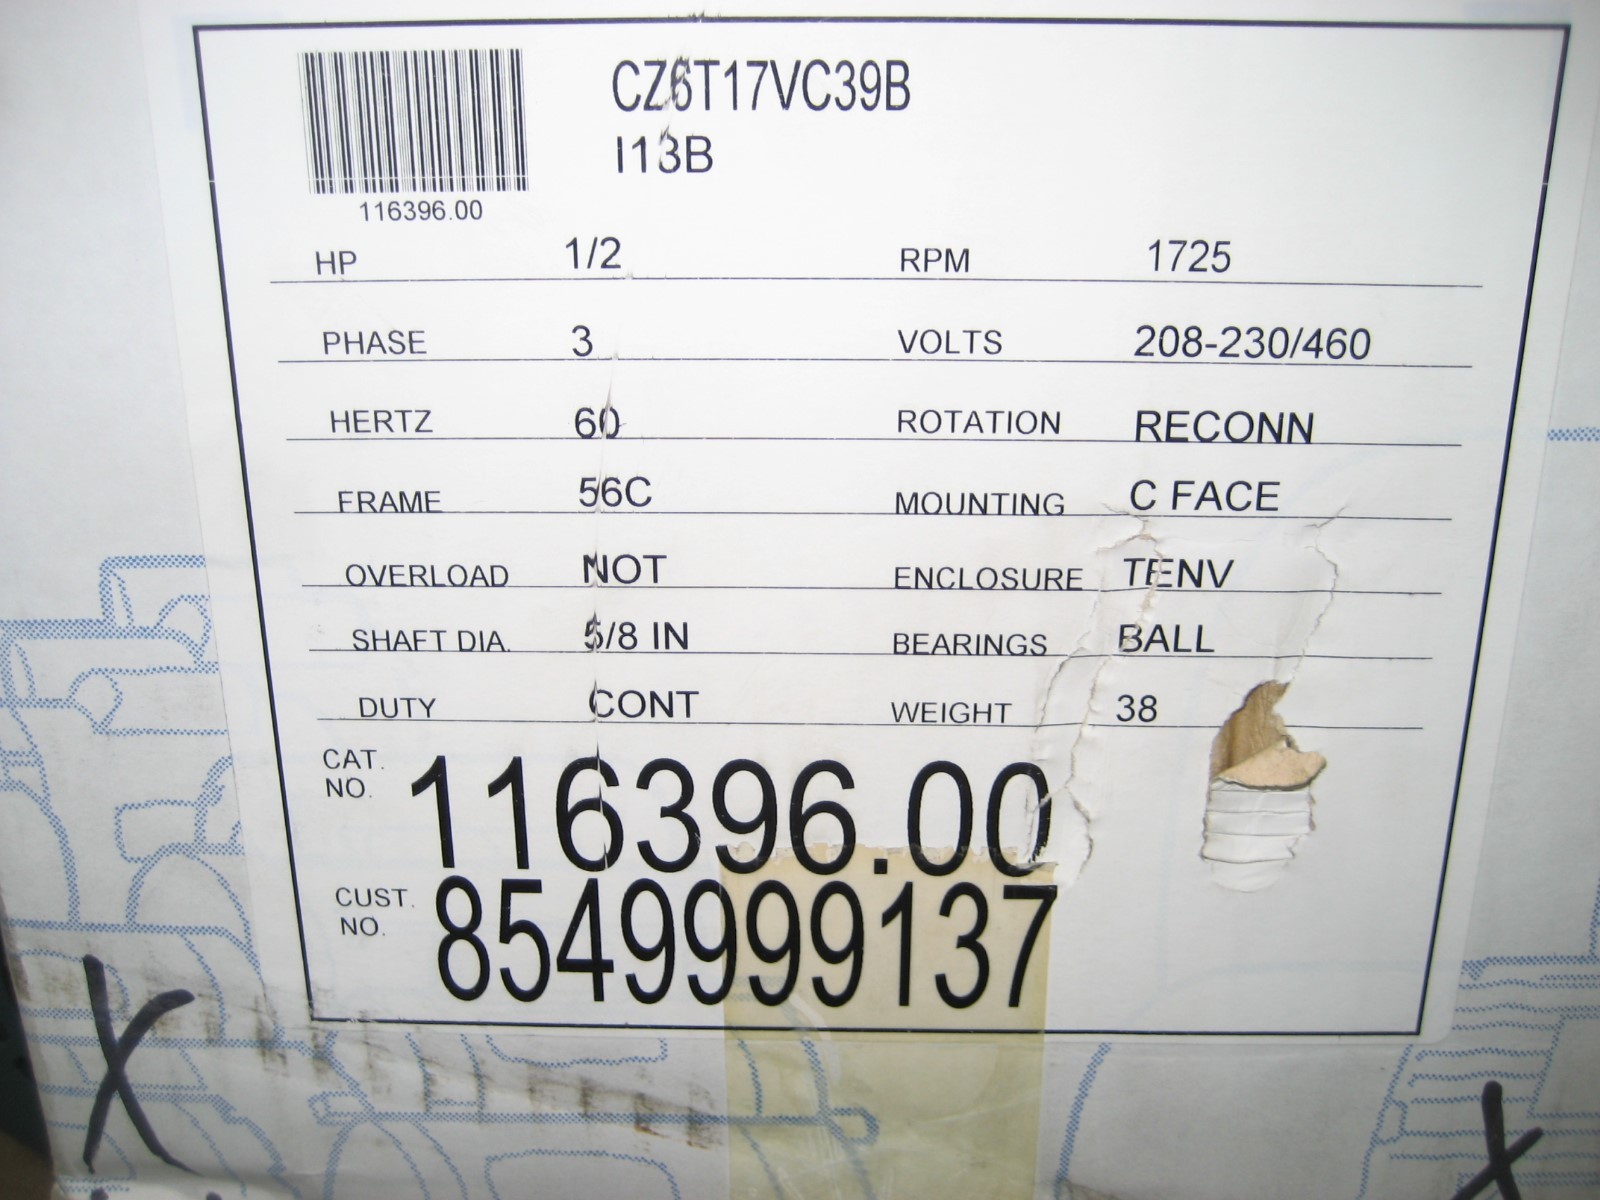 CZ6T17VC39B
I13B
116396.00
HP 1/2 RPM 1725
PHASE 3 VOLTS 208-230/460
HERTZ 60 ROTATION RECONN
FRAME 56C MOUNTING C FACE
OVERLOAD NOT ENCLOSURE TENV
SHAFT DIA. 5/8 IN BEARINGS BALL
DUTY CONT WEIGHT 38
CAT. NO. 116396.00
CUST. NO. 8549999137
X
X